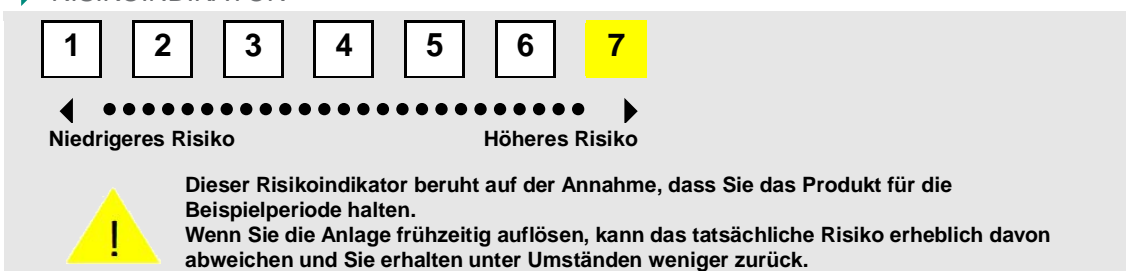 RISIKOINDIKATOR
1 2 3 4 5 6 7
Niedrigeres Risiko Höheres Risiko
Dieser Risikoindikator beruht auf der Annahme, dass Sie das Produkt für die
Beispielperiode halten.
! Wenn Sie die Anlage frühzeitig auflösen, kann das tatsächliche Risiko erheblich davon
abweichen und Sie erhalten unter Umständen weniger zurück.